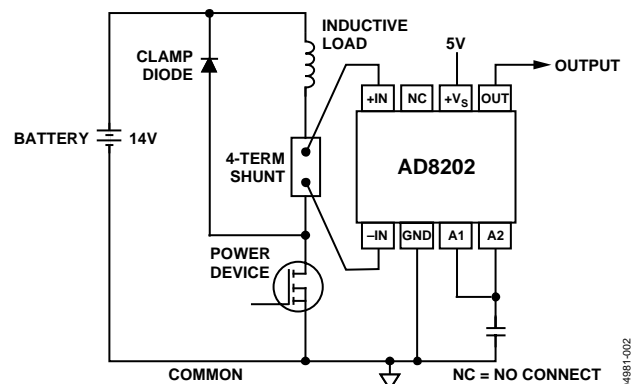 INDUCTIVE
LOAD
CLAMP
DIODE
5V
OUTPUT
+IN
NC
+VS
OUT
BATTERY
14V
4-TERM
SHUNT
AD8202
–IN
GND
A1
A2
POWER
DEVICE
COMMON
NC = NO CONNECT
4981-002